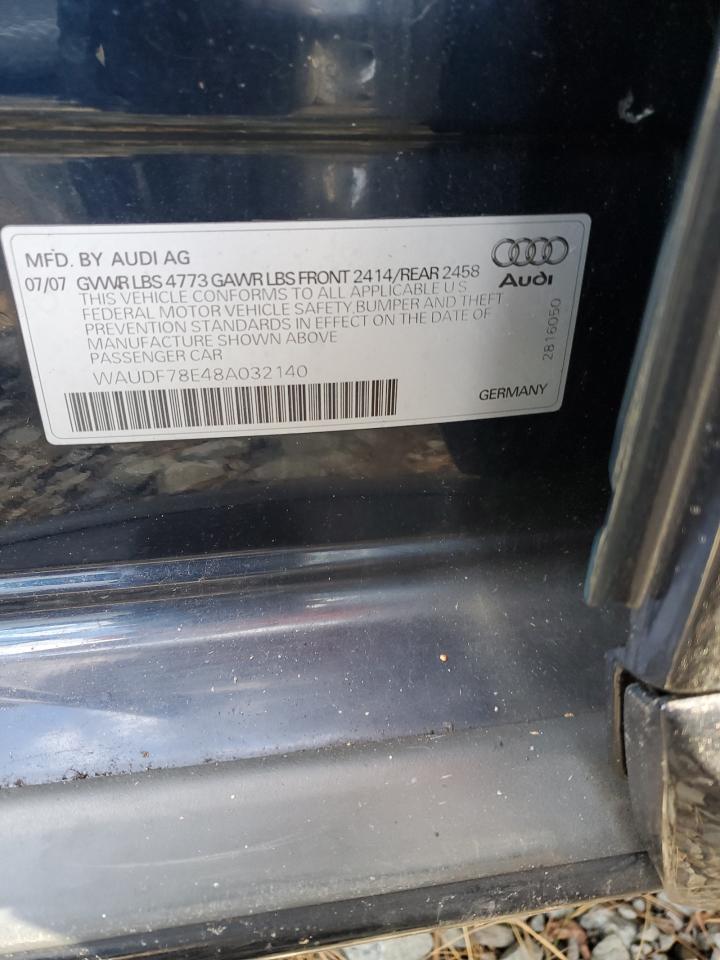 MFD. BY AUDI AG
07/07 GVWR LBS 4773 GAWR LBS FRONT 2414/REAR 2458
THIS VEHICLE CONFORMS TO ALL APPLICABLE U S
FEDERAL MOTOR VEHICLE SAFETY,BUMPER AND THEFT
PREVENTION STANDARDS IN EFFECT ON THE DATE OF
MANUFACTURE SHOWN ABOVE
PASSENGER CAR
WAUDF78E48A032140
Audi
2816050
GERMANY